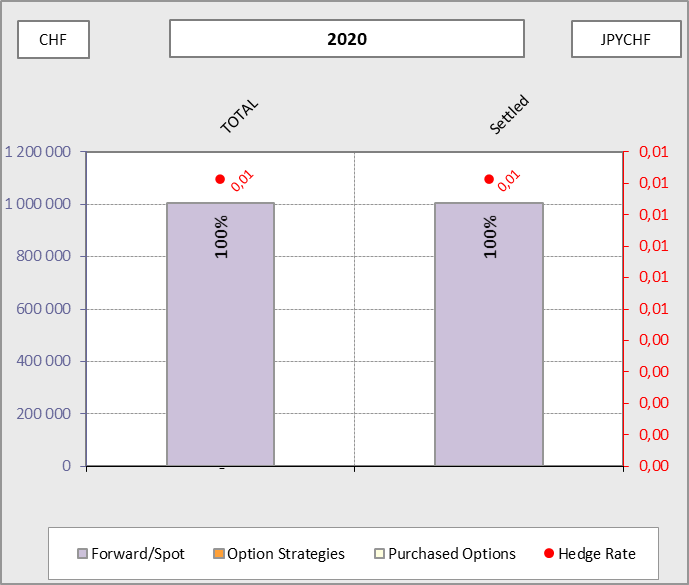 CHF
2020
JPYCHF
TOTAL
Settled
1 200 000
1 000 000
800 000
600 000
400 000
200 000
0
0,01
0,01
100%
100%
-
0,01
0,01
0,01
0,01
0,01
0,01
0,00
0,00
0,00
0,00
0,00
Forward/Spot
Option Strategies
Purchased Options
Hedge Rate